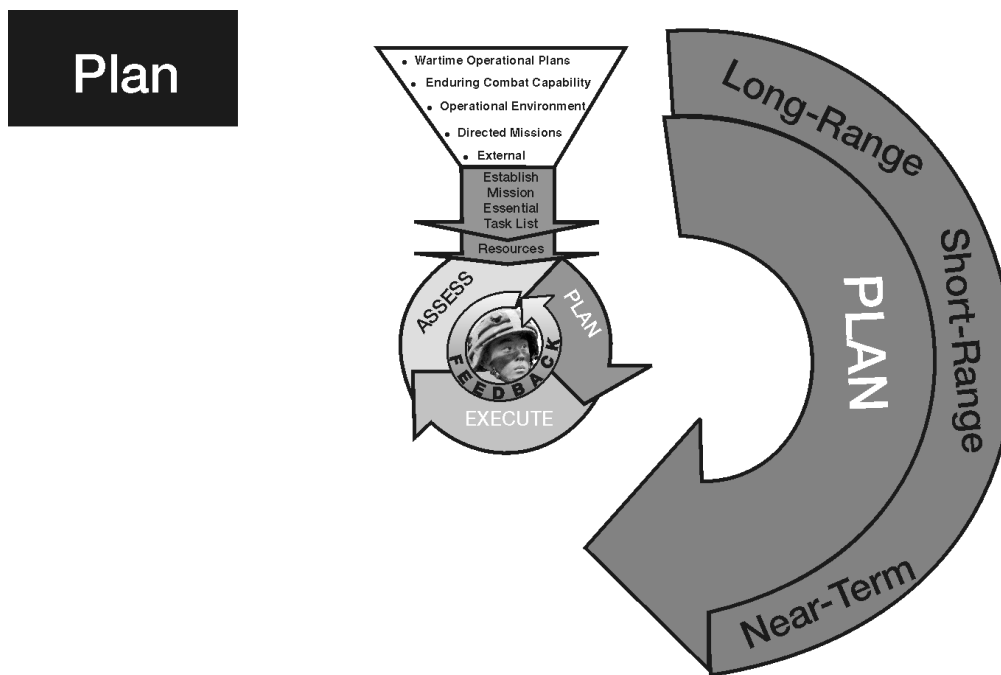 Plan
• Wartime Operational Plans
• Enduring Combat Capability
• Operational Environment
• Directed Missions
• External
Establish
Mission
Essential
Task List
Resources
ASSESS
PLAN
FEEDBACK
EXECUTE
Long-Range
Short-Range
Near-Term
PLAN